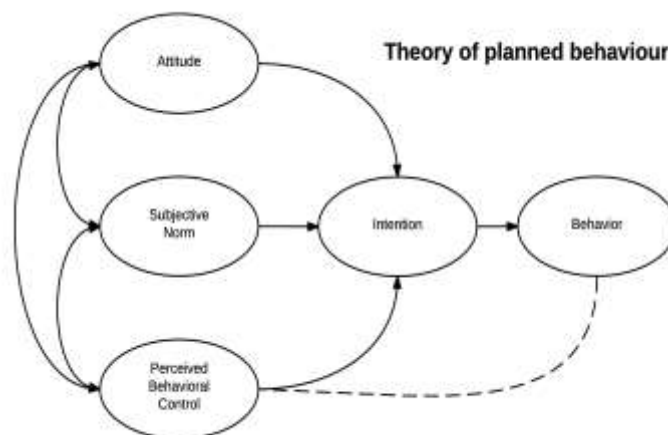 Theory of planned behaviour
Attitude
Subjective
Norm
Intention
Behavior
Perceived
Behavioral
Control